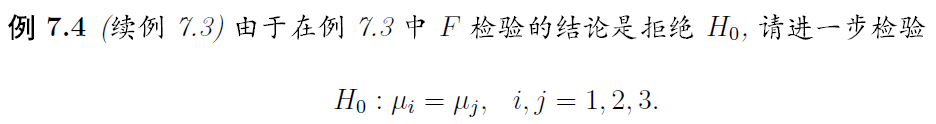 例 7.4 (续例 7.3) 由于在例 7.3 中 F 检验的结论是拒绝 H₀, 请进一步检验
H₀ : μᵢ = μⱼ, i, j = 1, 2, 3.